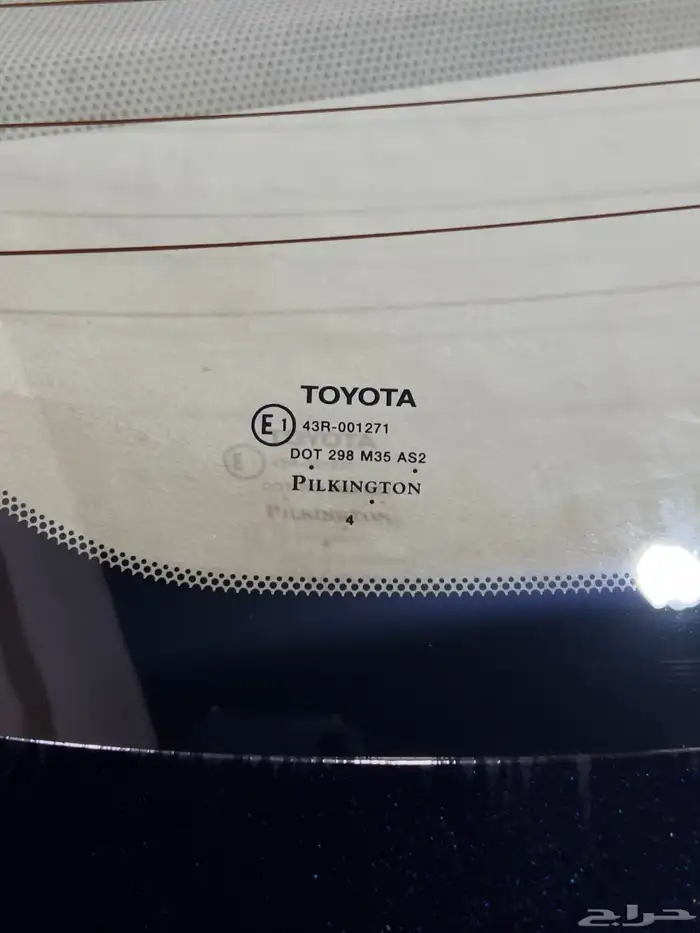 TOYOTA
E1 43R-001271
DOT 298 M35 AS2
PILKINGTON
4
حراج